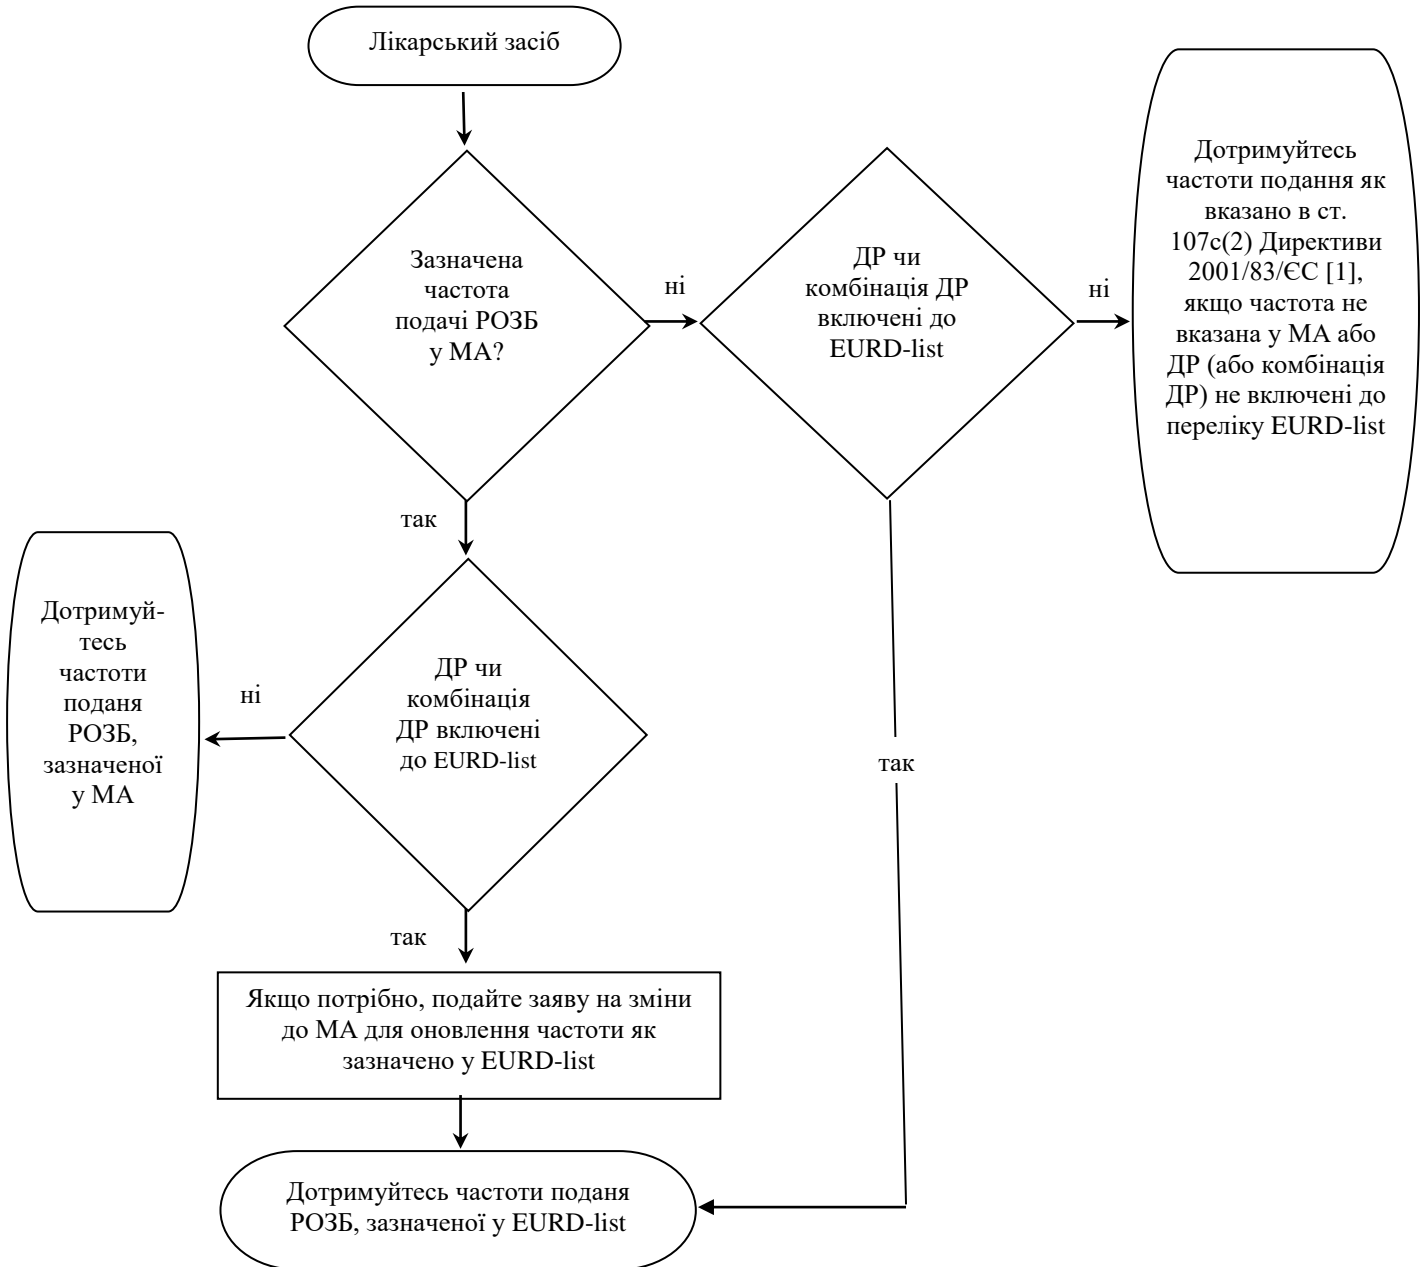 Лікарський засіб
Зазначена
частота
подачі РОЗБ
у МА?
ні
ДР чи
комбінація ДР
включені до
EURD-list
ні
Дотримуйтесь
частоти подання як
вказано в ст.
107с(2) Директиви
2001/83/ЄС [1],
якщо частота не
вказана у МА або
ДР (або комбінація
ДР) не включені до
переліку EURD-list
так
Дотримуй-
тесь
частоти
поданя
РОЗБ,
зазначеної
у МА
ні
ДР чи
комбінація
ДР включені
до EURD-list
так
так
Якщо потрібно, подайте заяву на зміни
до МА для оновлення частоти як
зазначено у EURD-list
Дотримуйтесь частоти поданя
РОЗБ, зазначеної у EURD-list